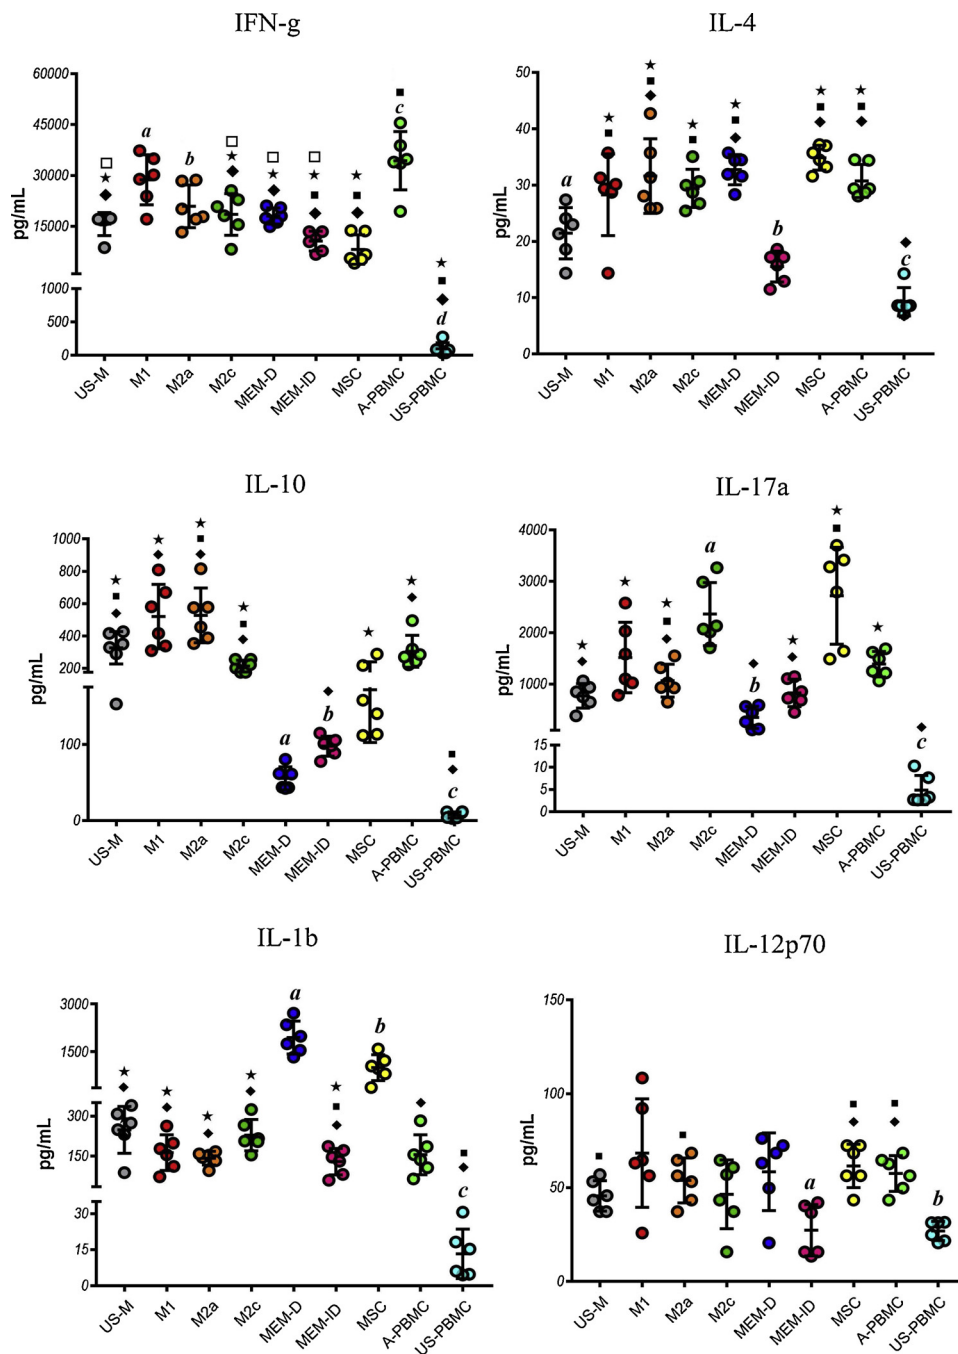 IFN-g
60000
45000
30000
15000
1000
500
0
pg/mL
a
b
c
d
US-M
M1
M2a
M2c
MEM-D
MEM-ID
MSC
A-PBMC
US-PBMC
IL-4
50
40
30
20
10
0
pg/mL
a
b
c
US-M
M1
M2a
M2c
MEM-D
MEM-ID
MSC
A-PBMC
US-PBMC
IL-10
1000
800
600
400
200
100
0
pg/mL
a
b
c
US-M
M1
M2a
M2c
MEM-D
MEM-ID
MSC
A-PBMC
US-PBMC
IL-17a
4000
3000
2000
1000
15
10
5
0
pg/mL
a
b
c
US-M
M1
M2a
M2c
MEM-D
MEM-ID
MSC
A-PBMC
US-PBMC
IL-1b
3000
1500
300
150
30
15
0
pg/mL
a
b
c
US-M
M1
M2a
M2c
MEM-D
MEM-ID
MSC
A-PBMC
US-PBMC
IL-12p70
150
100
50
0
pg/mL
a
b
US-M
M1
M2a
M2c
MEM-D
MEM-ID
MSC
A-PBMC
US-PBMC